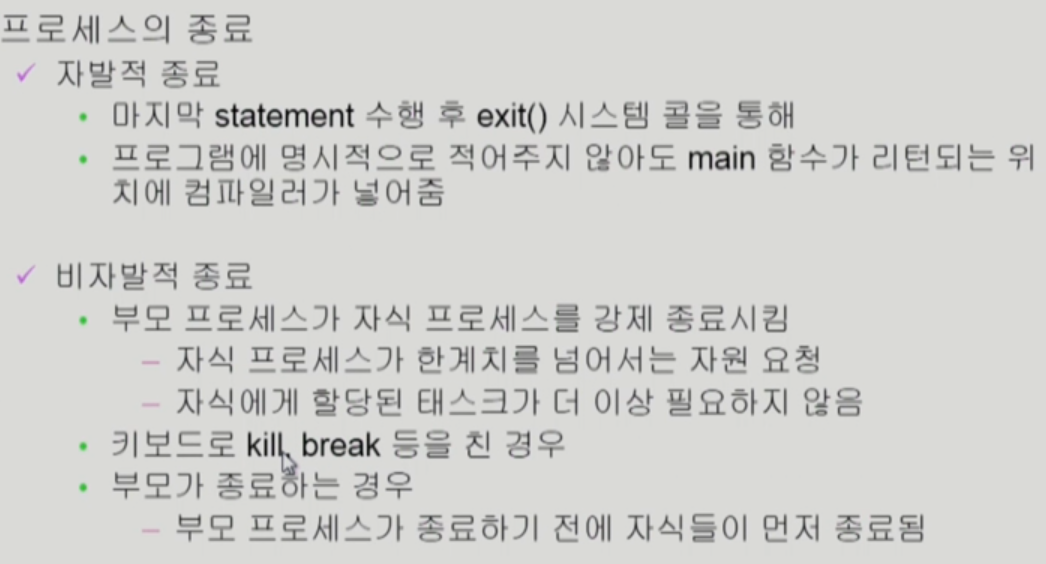 프로세스의 종료
✓ 자발적 종료
• 마지막 statement 수행 후 exit() 시스템 콜을 통해
• 프로그램에 명시적으로 적어주지 않아도 main 함수가 리턴되는 위
치에 컴파일러가 넣어줌
✓ 비자발적 종료
• 부모 프로세스가 자식 프로세스를 강제 종료시킴
– 자식 프로세스가 한계치를 넘어서는 자원 요청
– 자식에게 할당된 태스크가 더 이상 필요하지 않음
• 키보드로 kill, break 등을 친 경우
• 부모가 종료하는 경우
– 부모 프로세스가 종료하기 전에 자식들이 먼저 종료됨